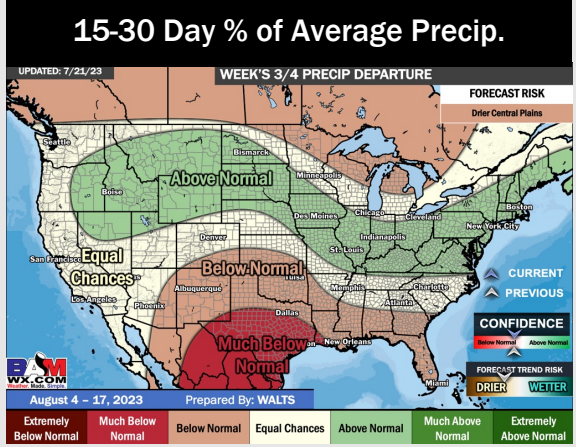 15-30 Day % of Average Precip.
UPDATED: 7/21/23
WEEK'S 3/4 PRECIP DEPARTURE
FORECAST RISK
Drier Central Plains
Seattle
Bismarck
Minneapolis
Above Normal
Boise
Boston
Des Moines
Chicago
Cleveland
New York City
Indianapolis
Denver
St. Louis
San Francisco
Equal
Chances
Below Normal
Tulsa
CURRENT
PREVIOUS
Albuquerque
Memphis
Charlotte
Los Angeles
Phoenix
Atlanta
Dallas
CONFIDENCE
Below Normal
Above Normal
Much Below
Normal
New Orleans
FORECAST TREND RISK
DRIER
WETTER
Miami
BAM
WX.COM
Weather. Made. Simple.
August 4 – 17, 2023
Prepared By: WALTS
Extremely
Below Normal
Much Below
Normal
Below Normal
Equal Chances
Above Normal
Much Above
Normal
Extremely
Above Normal